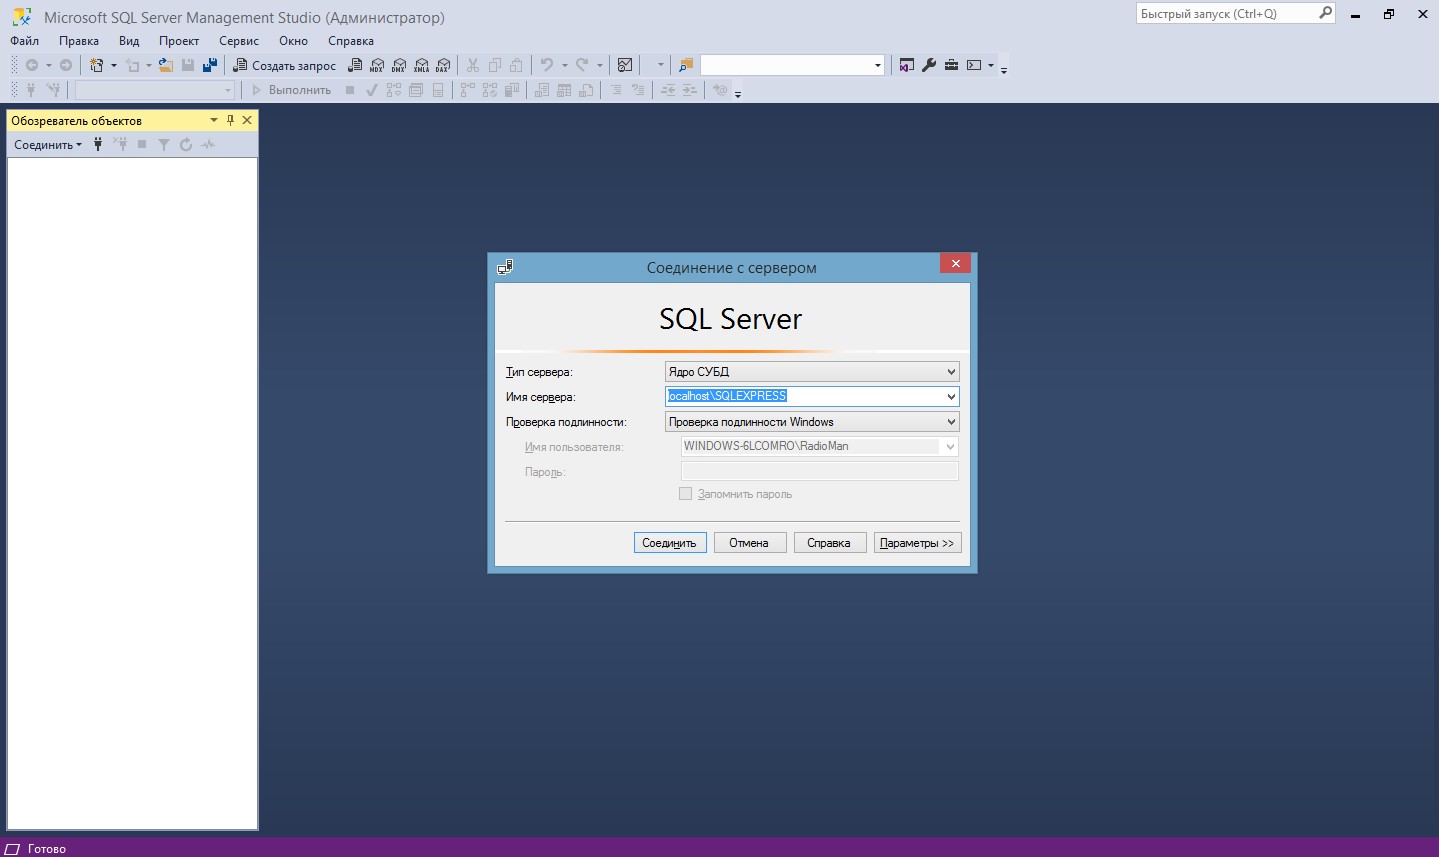 Microsoft SQL Server Management Studio (Администратор)
Быстрый запуск (Ctrl+Q)
Файл Правка Вид Проект Сервис Окно Справка
Создать запрос MDX DMX XMLA DAX
Выполнить
Обозреватель объектов
Соединить
Соединение с сервером
SQL Server
Тип сервера: Ядро СУБД
Имя сервера: localhost\SQLEXPRESS
Проверка подлинности: Проверка подлинности Windows
Имя пользователя: WINDOWS-6LCOMRO\RadioMan
Пароль:
Запомнить пароль
Соединить Отмена Справка Параметры >>
Готово